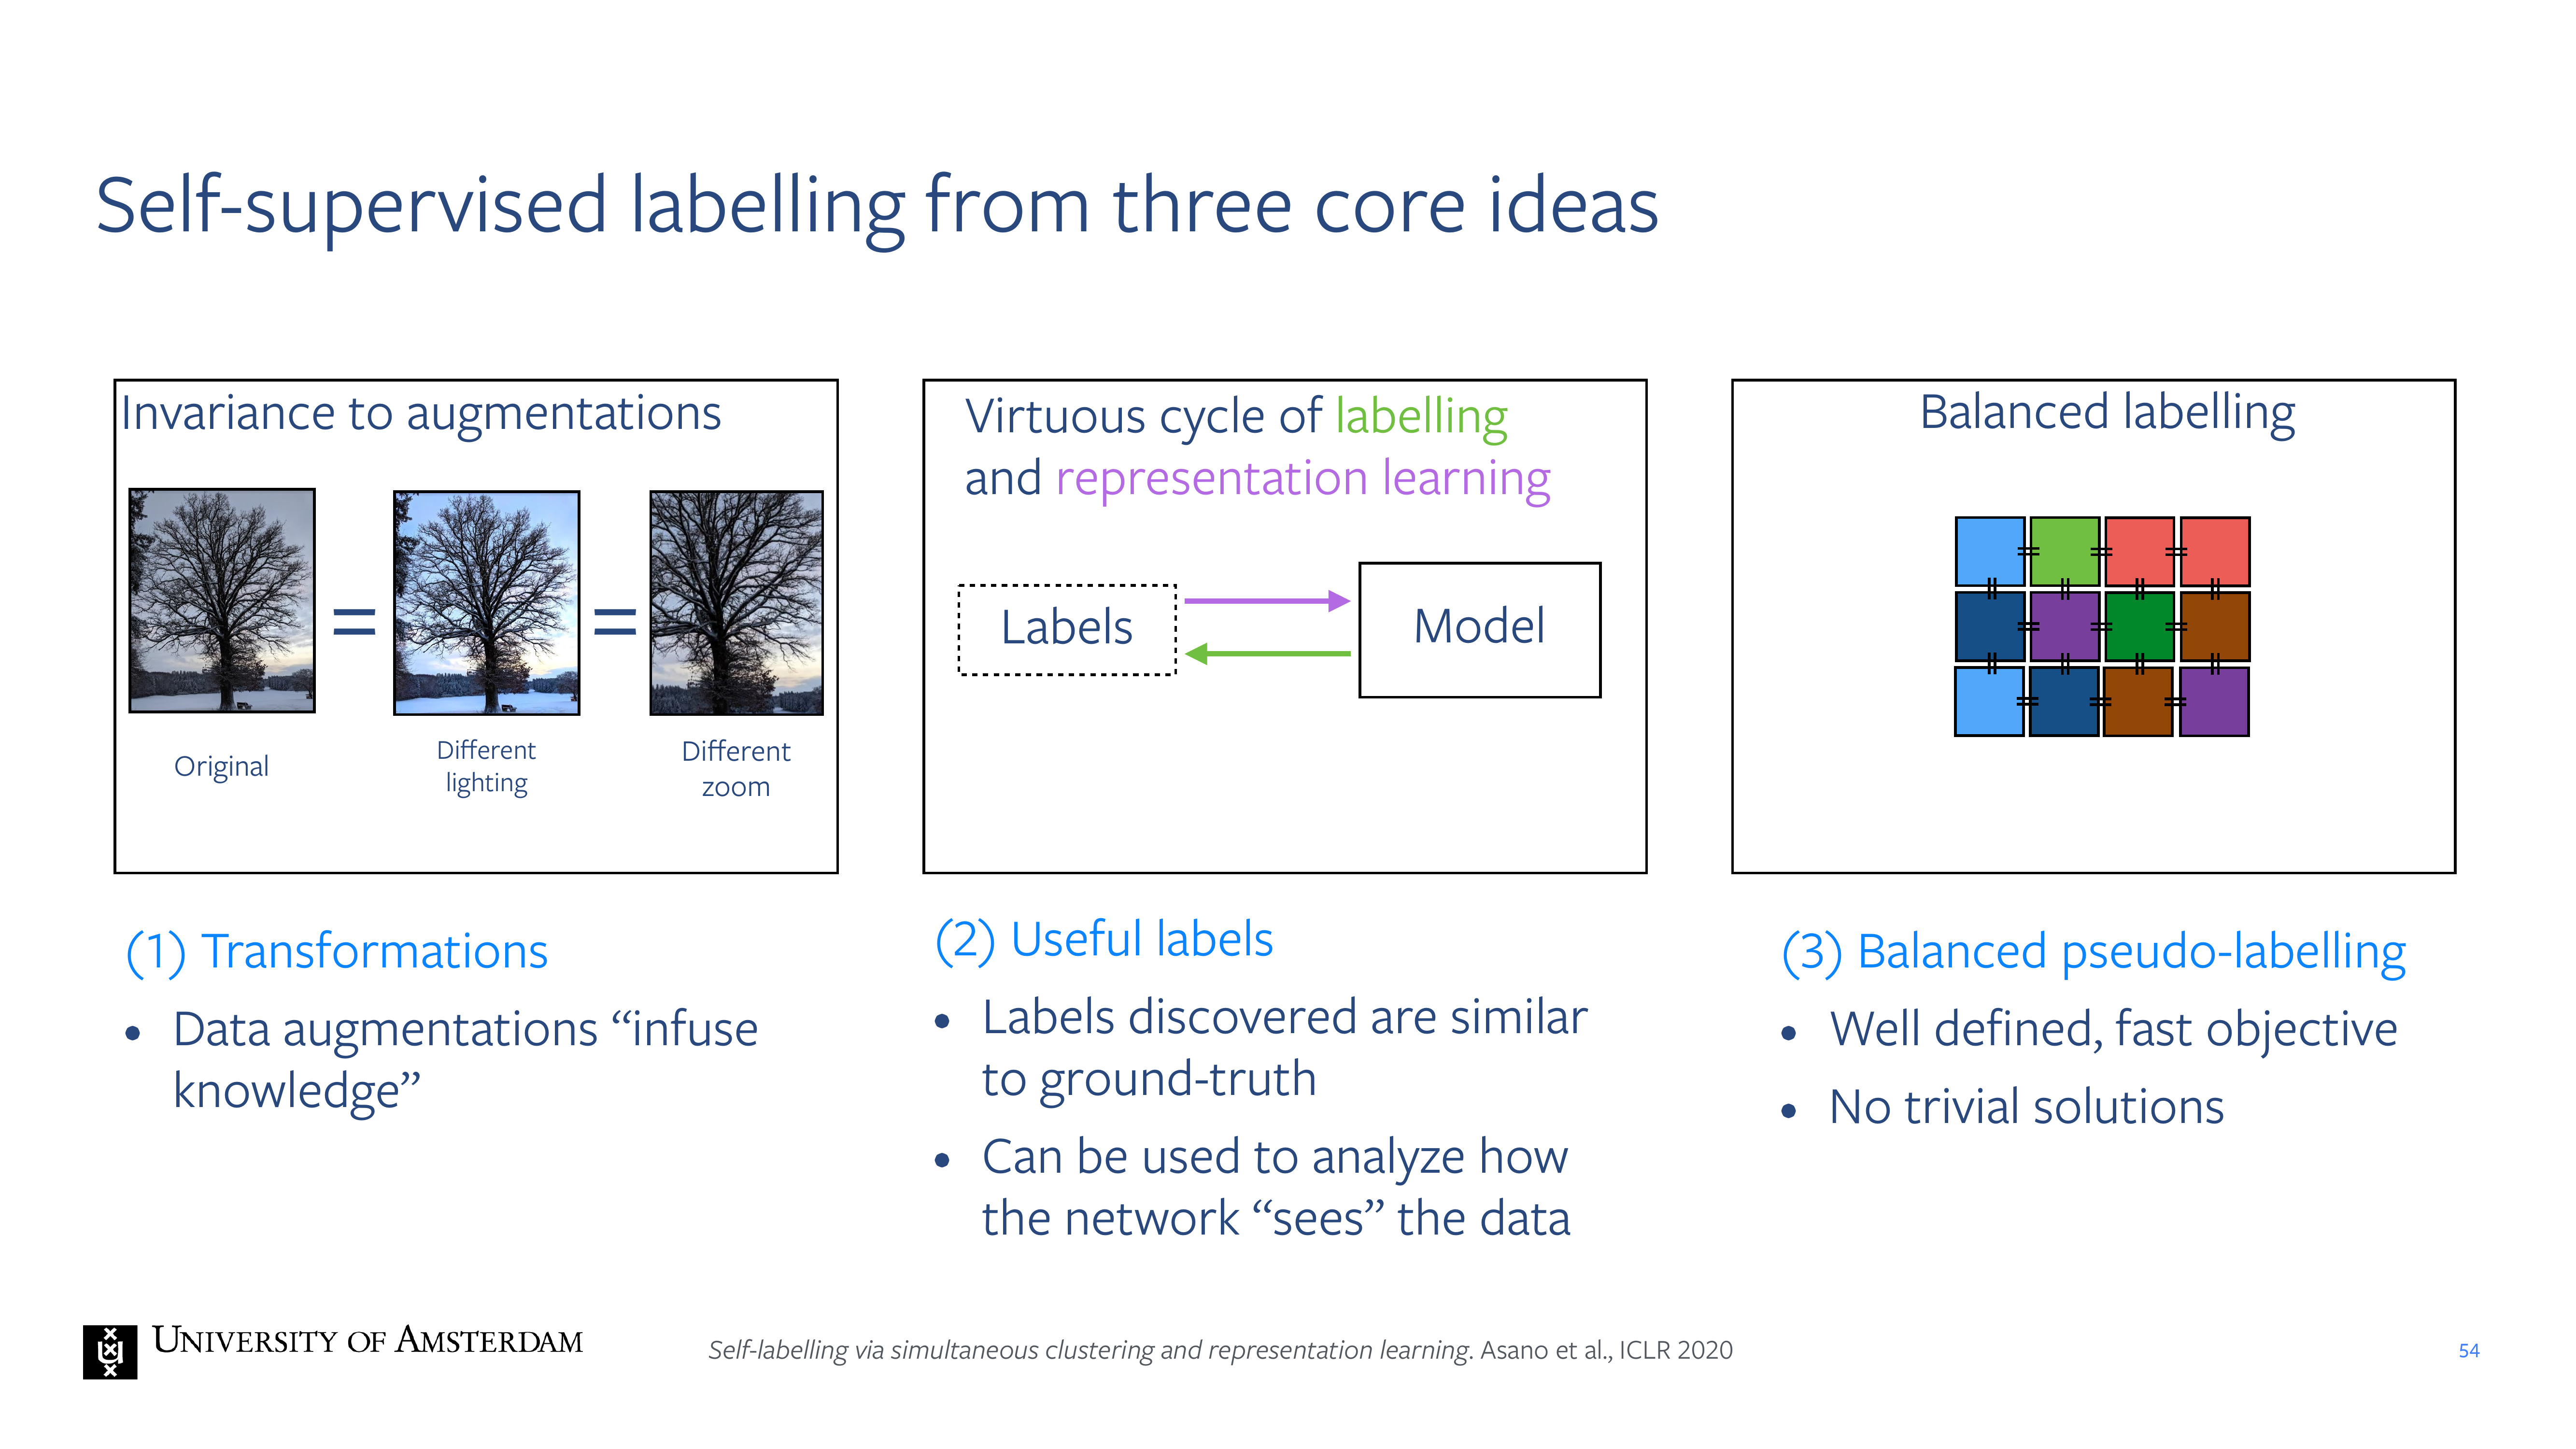 Self-supervised labelling from three core ideas
Invariance to augmentations
=
=
Original
Different
lighting
Different
zoom
Virtuous cycle of labelling
and representation learning
Labels
Model
Balanced labelling
(1) Transformations
• Data augmentations “infuse
knowledge”
(2) Useful labels
• Labels discovered are similar
to ground-truth
• Can be used to analyze how
the network “sees” the data
(3) Balanced pseudo-labelling
• Well defined, fast objective
• No trivial solutions
UNIVERSITY OF AMSTERDAM
Self-labelling via simultaneous clustering and representation learning. Asano et al., ICLR 2020
54